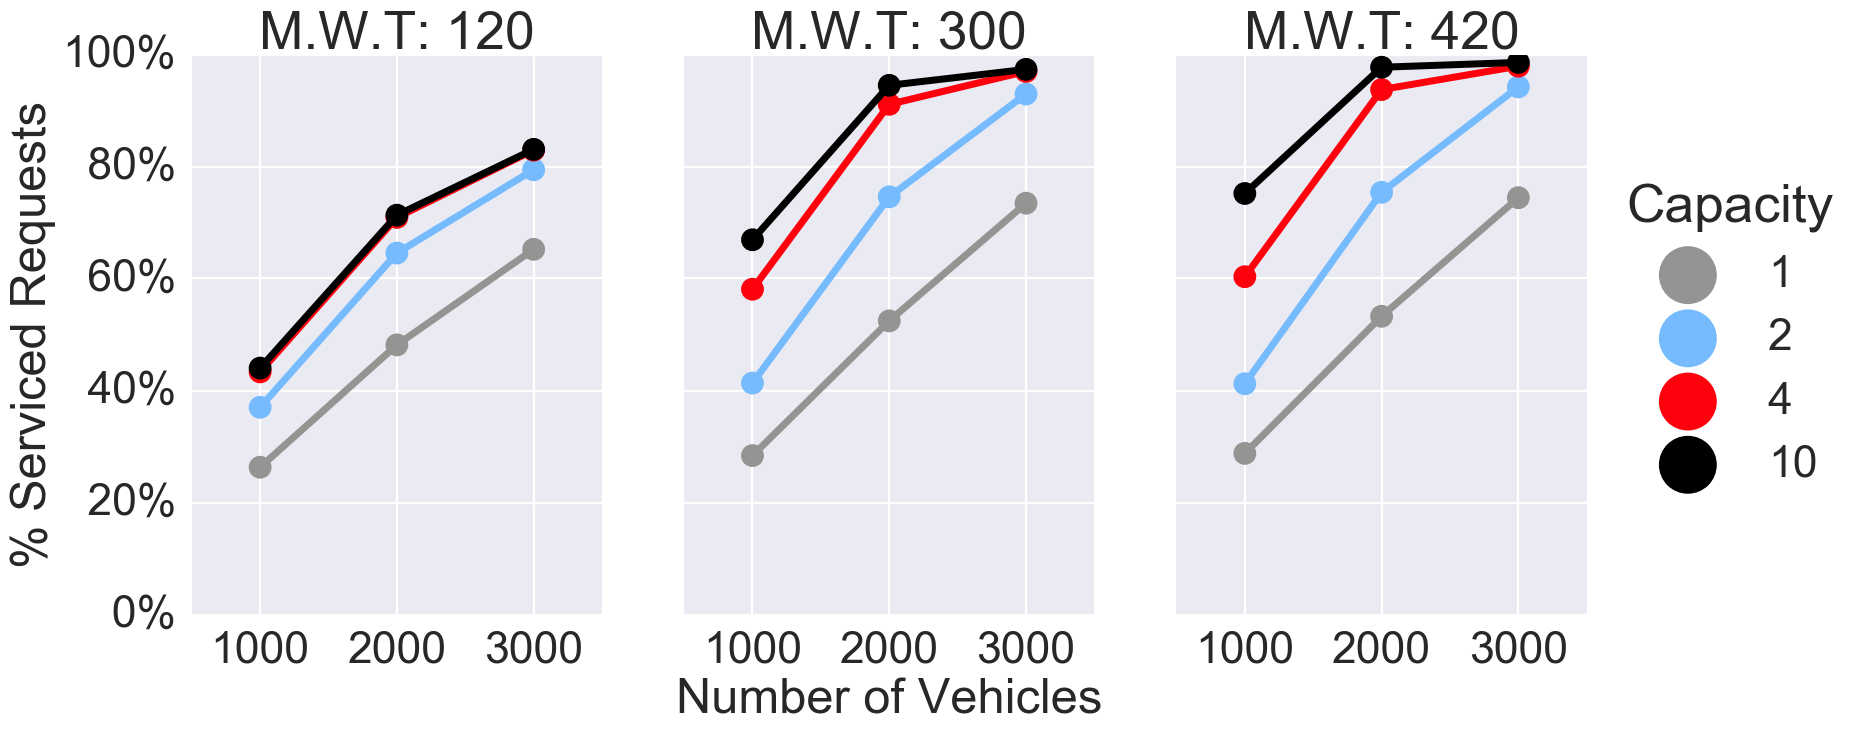 M.W.T: 120
M.W.T: 300
M.W.T: 420
100%
80%
60%
40%
20%
0%
% Serviced Requests
1000 2000 3000
1000 2000 3000
1000 2000 3000
Number of Vehicles
Capacity
1
2
4
10